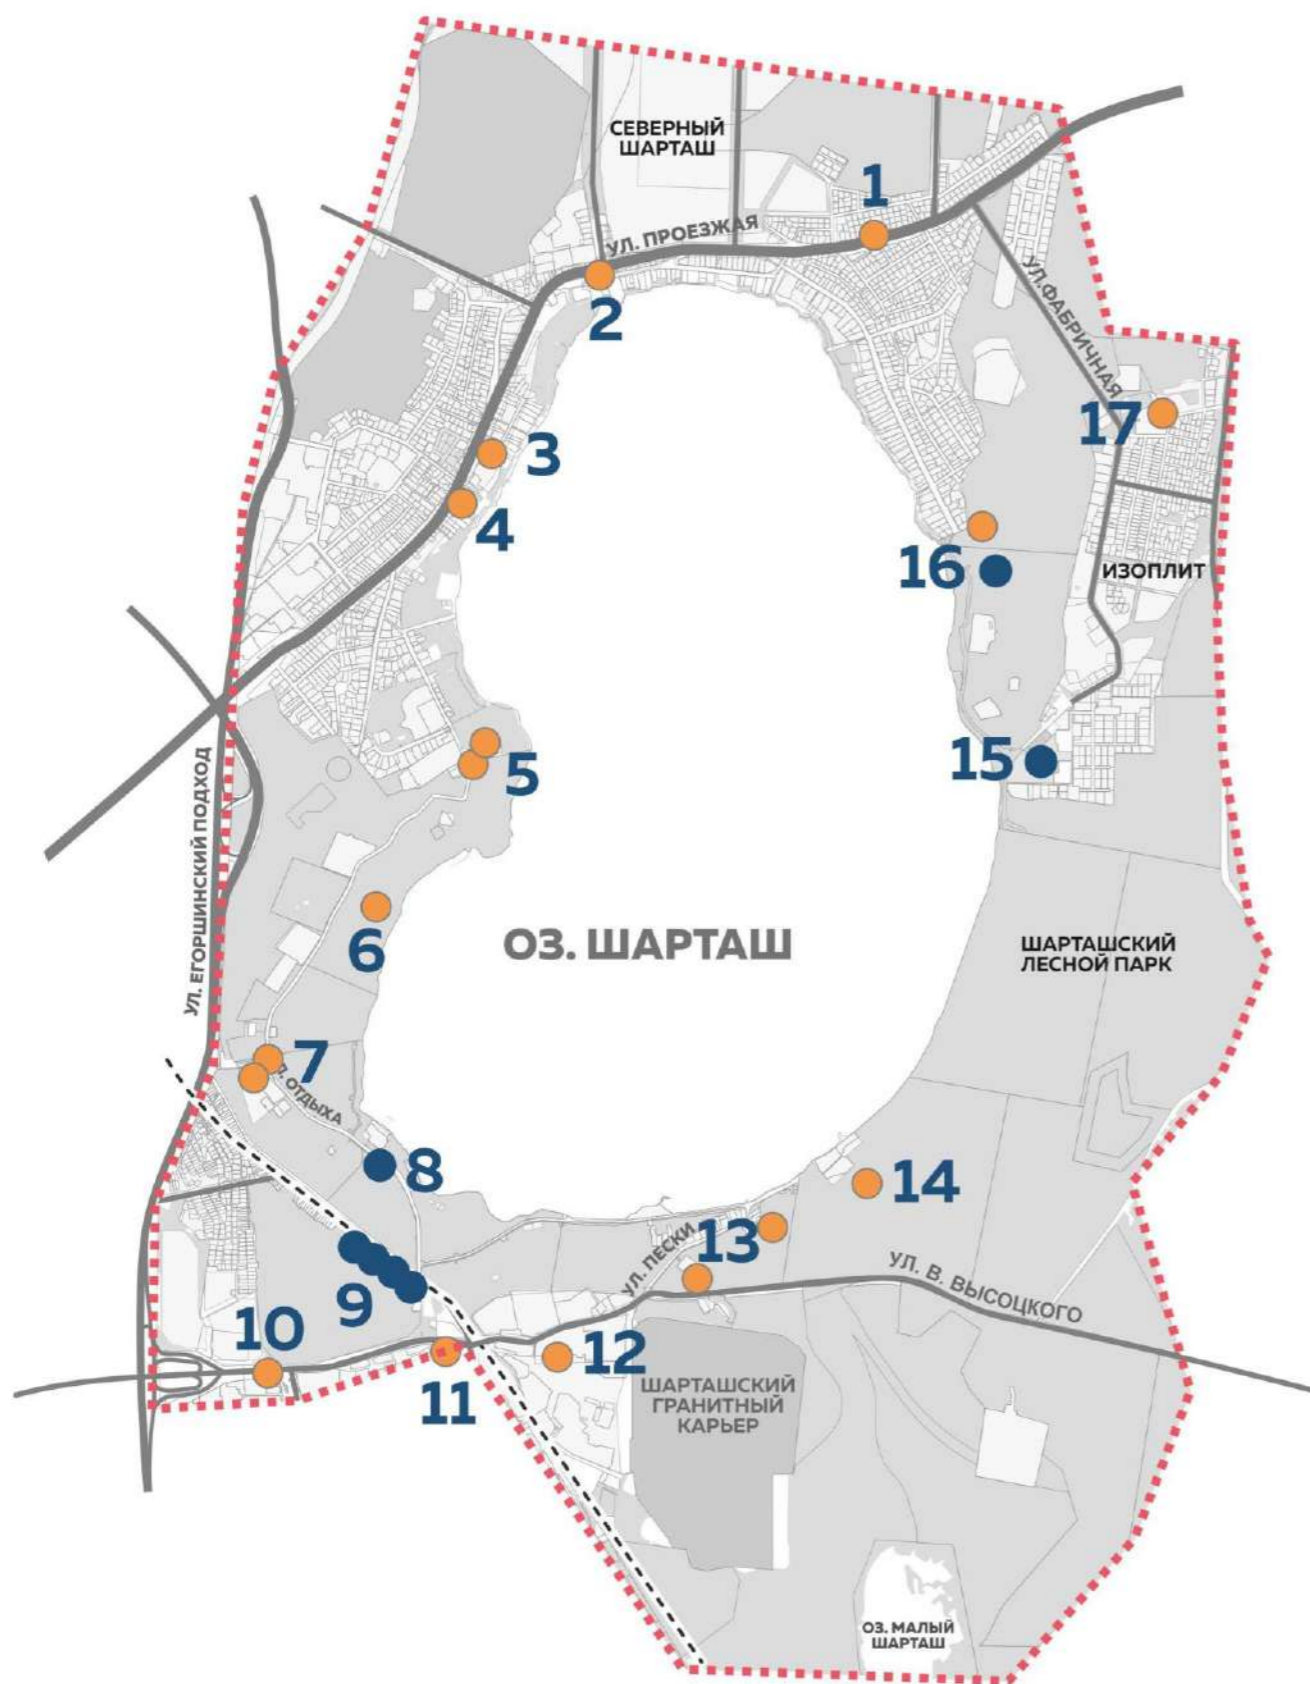 СЕВЕРНЫЙ
ШАРТАШ
1
УЛ. ПРОЕЗЖАЯ
2
УЛ.ФАБРИЧНАЯ
17
3
4
16
ИЗОПЛИТ
5
15
УЛ. ЕГОРШИНСКИЙ ПОДХОД
6
ОЗ. ШАРТАШ
ШАРТАШСКИЙ
ЛЕСНОЙ ПАРК
7
ОТДЫХА
8
14
13
УЛ. ПЕСКИ
9
УЛ. В. ВЫСОЦКОГО
10
11
12
ШАРТАШСКИЙ
ГРАНИТНЫЙ
КАРЬЕР
ОЗ. МАЛЫЙ
ШАРТАШ